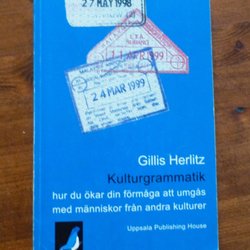 27 MAY 1998
24 MAR 1999
Gillis Herlitz
Kulturgrammatik
hur du ökar din förmåga att umgås
med människor från andra kulturer
Uppsala Publishing House